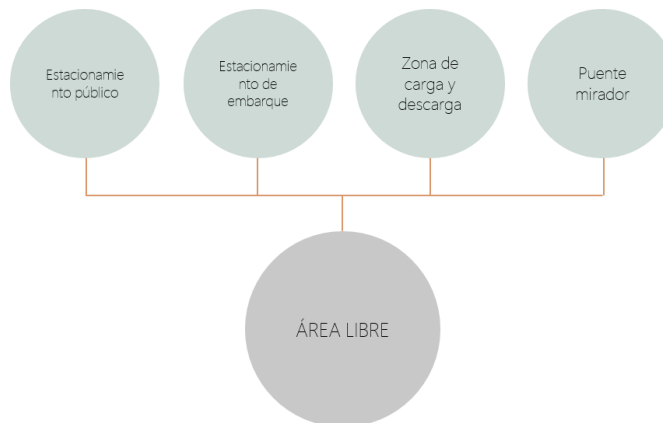 Estacionamie
nto público
Estacionamie
nto de
embarque
Zona de
carga y
descarga
Puente
mirador
ÁREA LIBRE